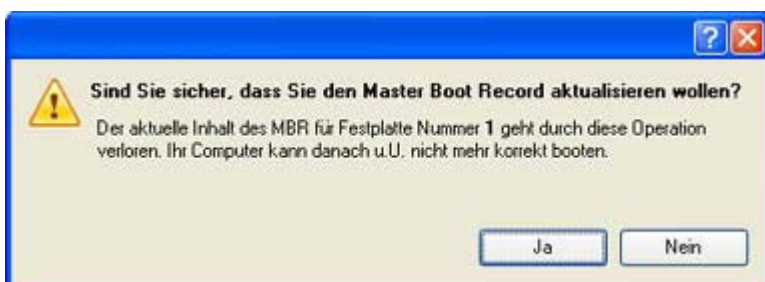 Sind Sie sicher, dass Sie den Master Boot Record aktualisieren wollen?
Der aktuelle Inhalt des MBR für Festplatte Nummer 1 geht durch diese Operation
verloren. Ihr Computer kann danach u.U. nicht mehr korrekt booten.
Ja Nein